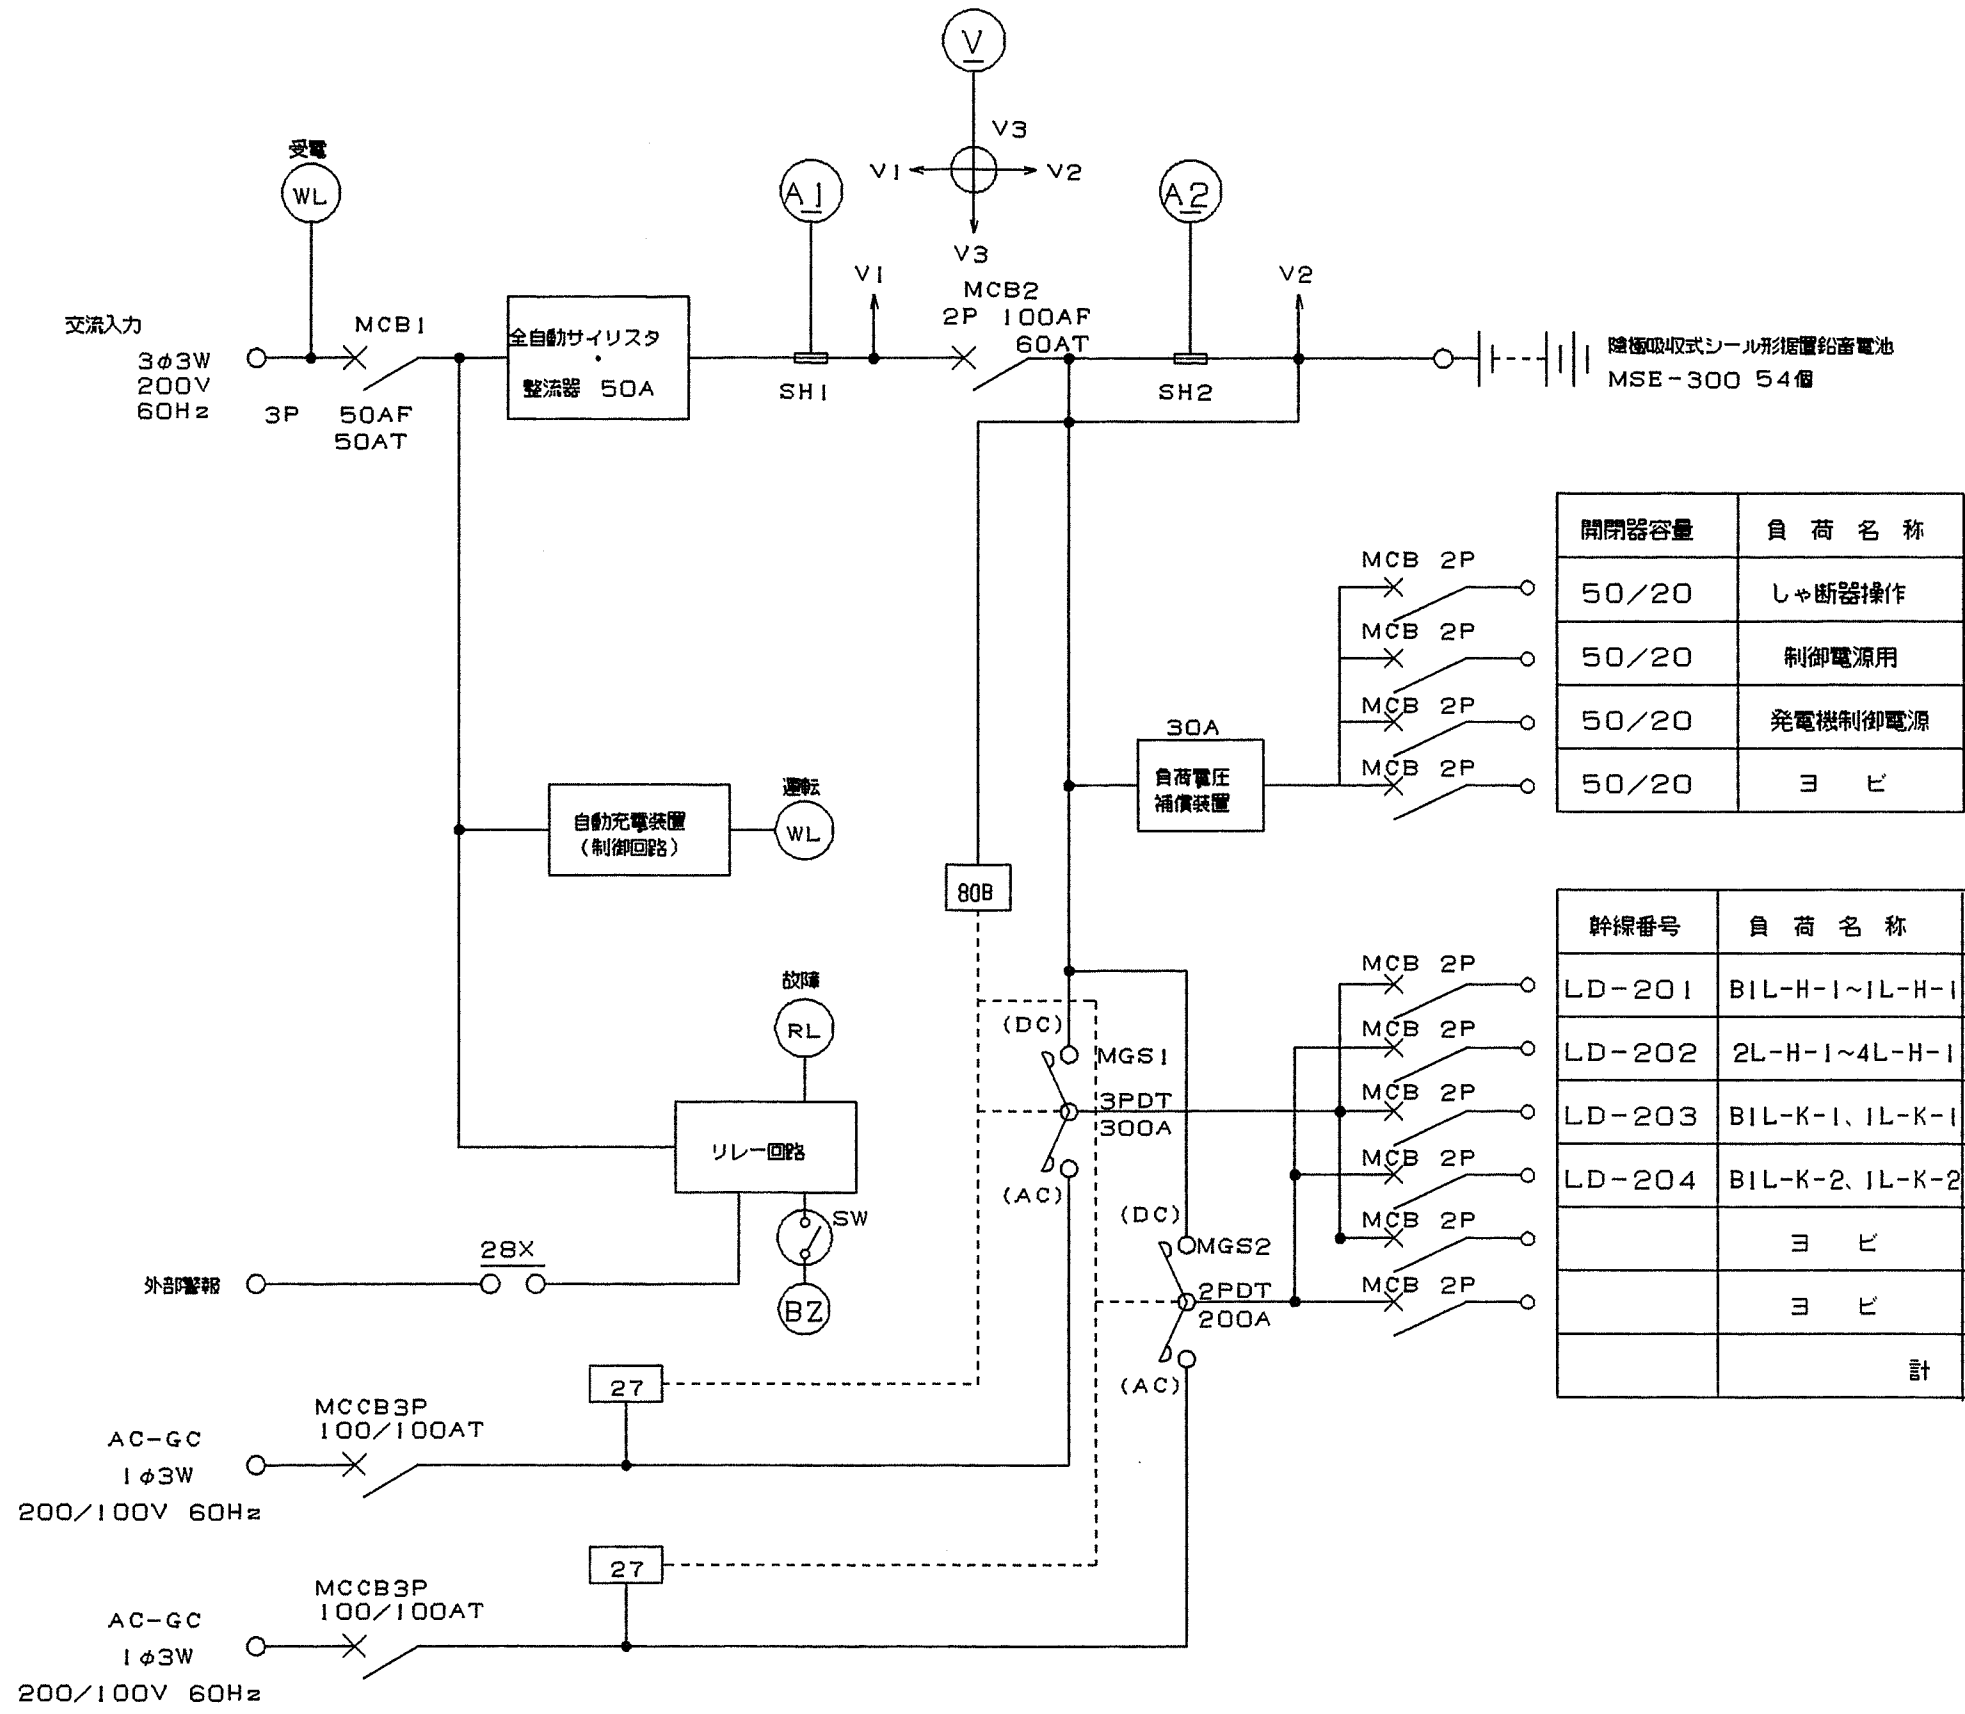 V
V3
V1
V2
V3
受電
WL
A1
A2
V1
V2
交流入力
3φ3W
200V
60Hz
MCB1
3P 50AF
50AT
全自動サイリスタ
整流器 50A
SH1
MCB2
2P 100AF
60AT
SH2
陰極吸収式シール形据置鉛蓄電池
MSE-300 54個
開閉器容量 負荷名称
MCB 2P
50/20 しゃ断器操作
MCB 2P
50/20 制御電源用
MCB 2P
50/20 発電機制御電源
MCB 2P
50/20 ヨビ
30A
負荷電圧
補償装置
自動充電装置
(制御回路)
運転
WL
80B
幹線番号 負荷名称
MCB 2P
LD-201 B1L-H-1~1L-H-1
MCB 2P
LD-202 2L-H-1~4L-H-1
MCB 2P
LD-203 B1L-K-1、1L-K-1
MCB 2P
LD-204 B1L-K-2、1L-K-2
MCB 2P
ヨビ
MCB 2P
ヨビ
計
故障
RL
リレー回路
SW
BZ
(DC)
MGS1
3PDT
300A
(AC)
(DC)
MGS2
2PDT
200A
(AC)
外部警報
28X
27
MCCB3P
100/100AT
AC-GC
1φ3W
200/100V 60Hz
27
MCCB3P
100/100AT
AC-GC
1φ3W
200/100V 60Hz